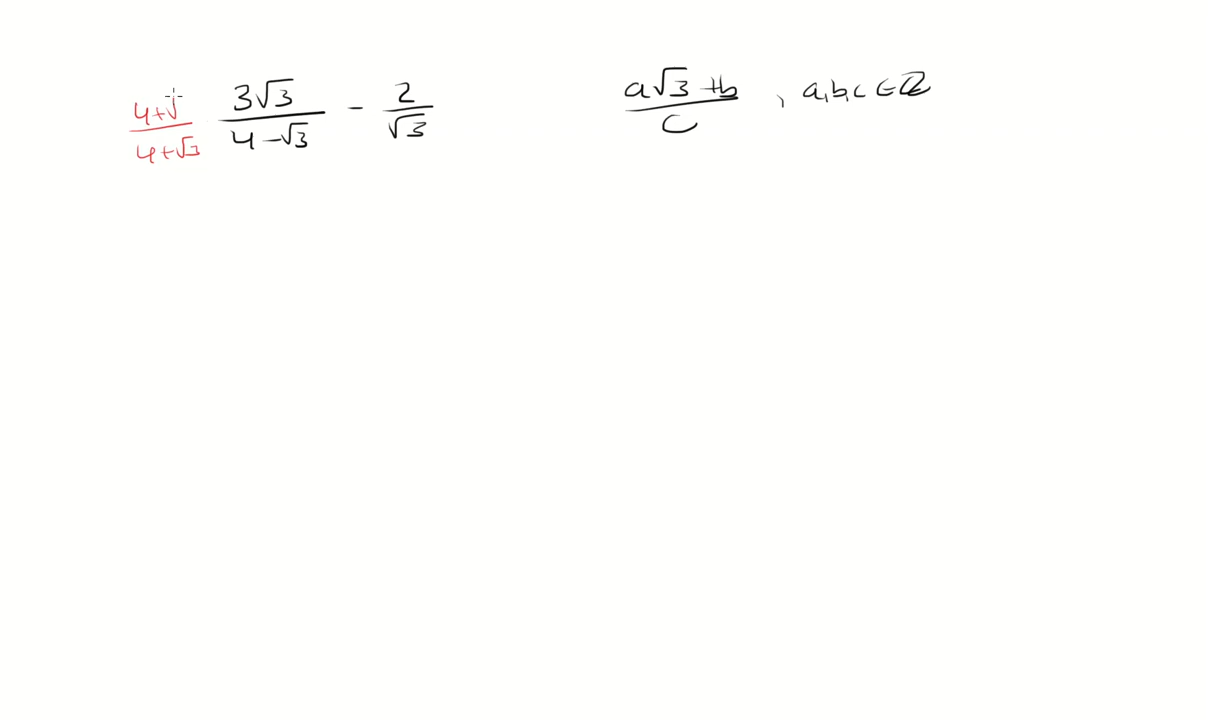 4+√ / 4+√3 3√3 / 4-√3 - 2 / √3
a√3 +b / c , a,b,c ∈ ℤ